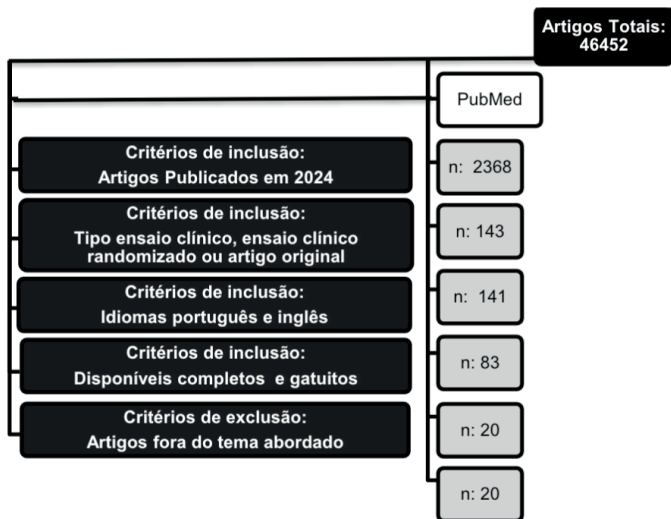 Artigos Totais:
46452
PubMed
Critérios de inclusão:
Artigos Publicados em 2024
n: 2368
Critérios de inclusão:
Tipo ensaio clínico, ensaio clínico
randomizado ou artigo original
n: 143
Critérios de inclusão:
Idiomas português e inglês
n: 141
Critérios de inclusão:
Disponíveis completos e gatuitos
n: 83
Critérios de exclusão:
Artigos fora do tema abordado
n: 20
n: 20